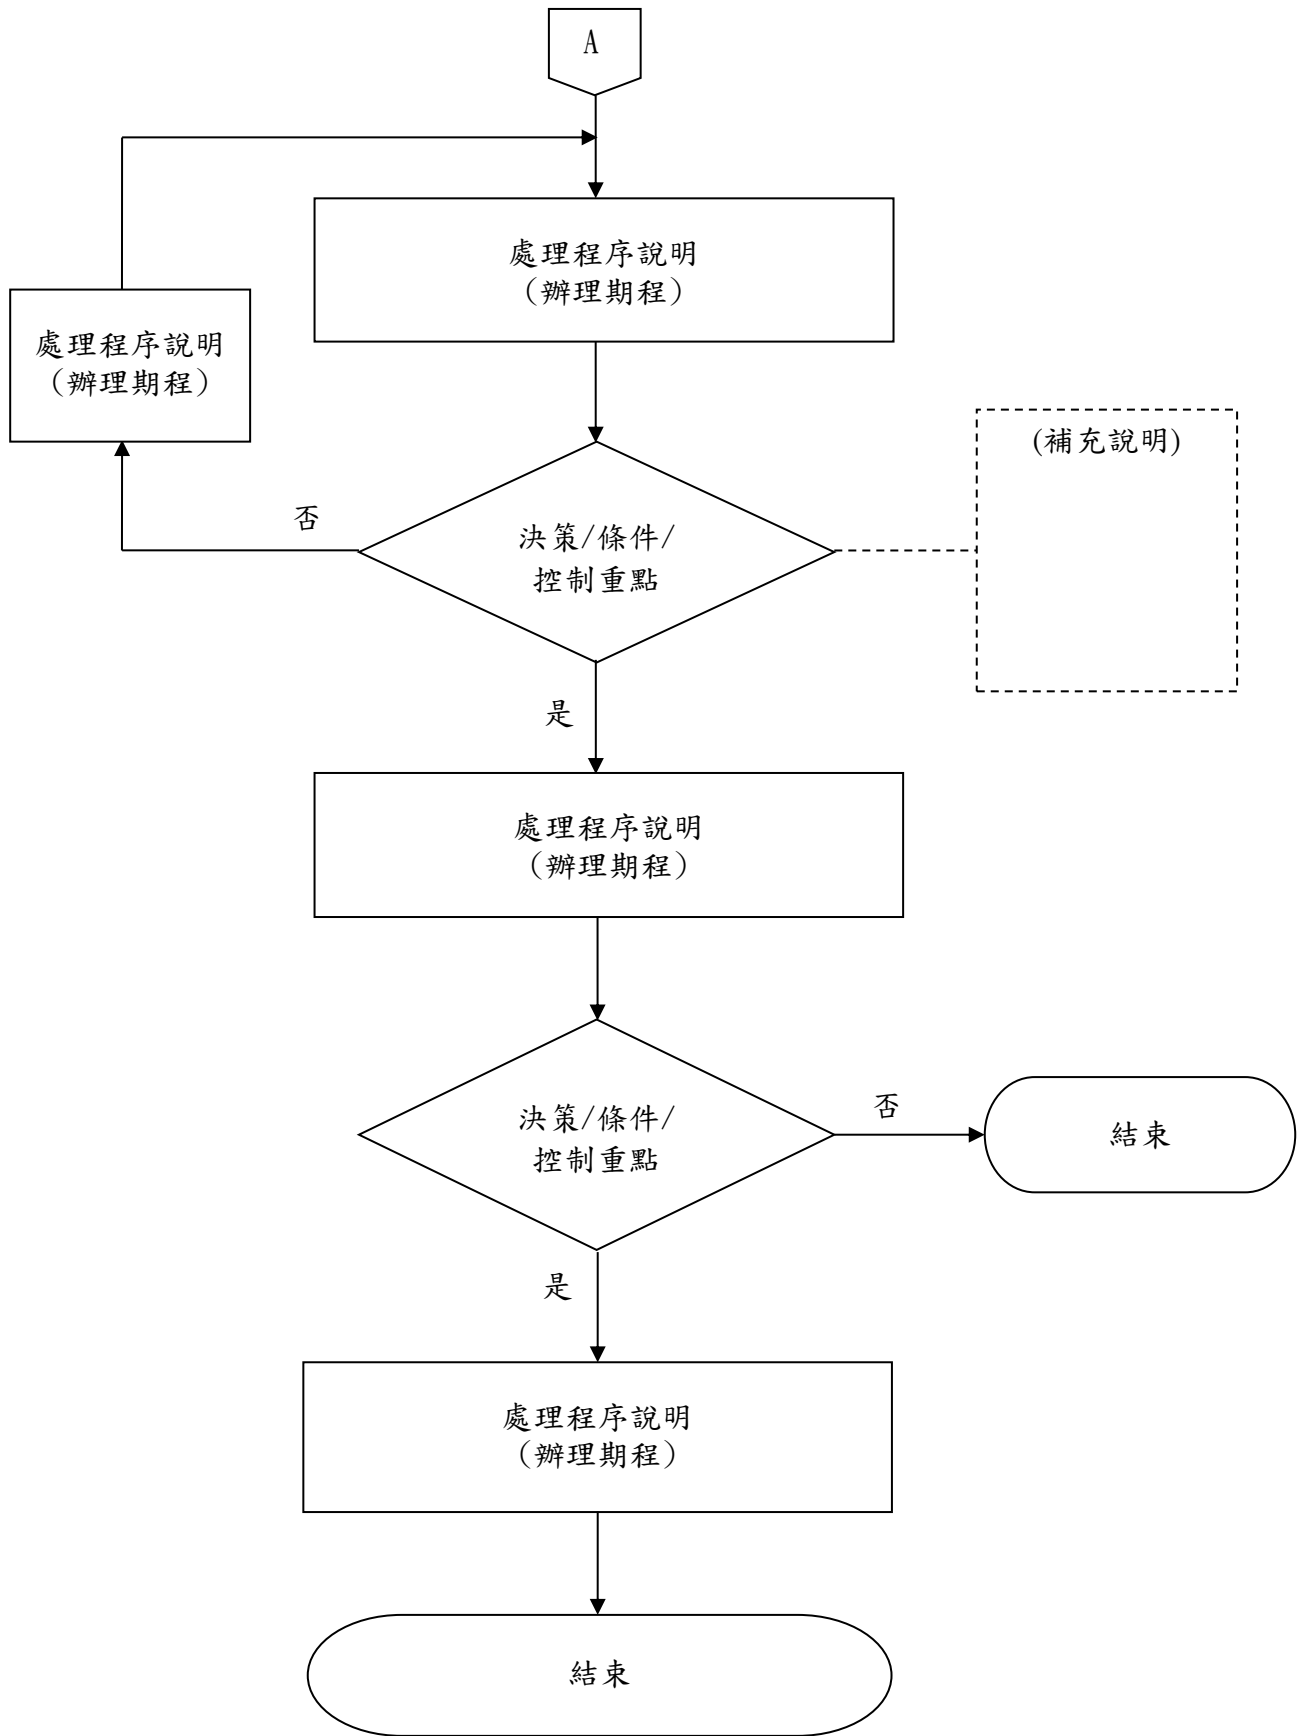 A
處理程序說明
（辦理期程）
處理程序說明
（辦理期程）
(補充說明)
否
決策/條件/
控制重點
是
處理程序說明
（辦理期程）
決策/條件/
控制重點
否
結束
是
處理程序說明
（辦理期程）
結束